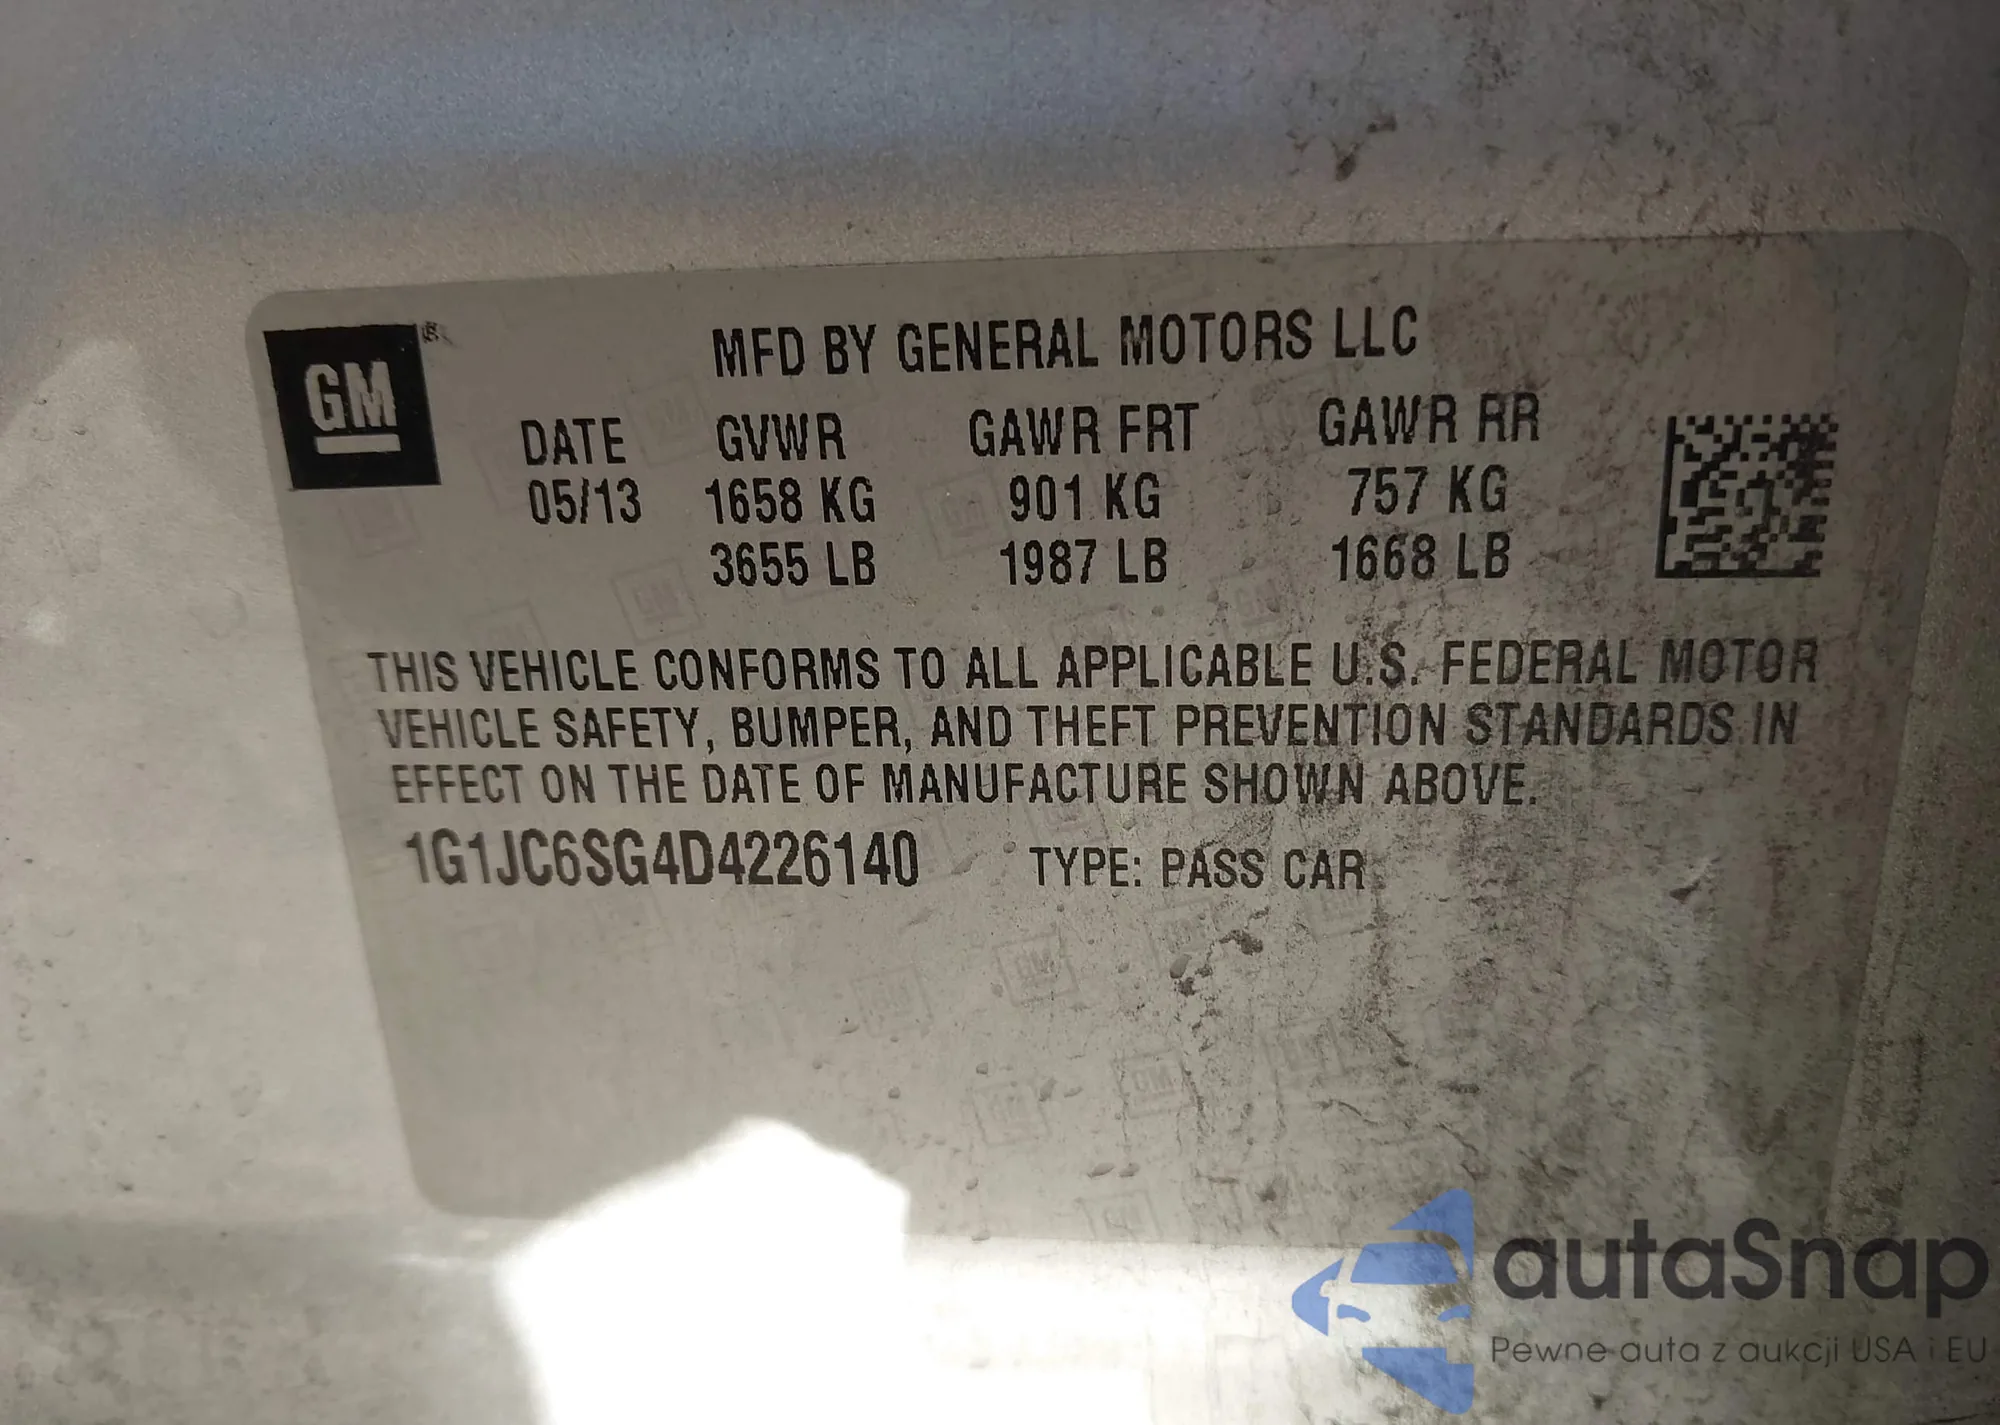 GM ®
MFD BY GENERAL MOTORS LLC
DATE GVWR GAWR FRT GAWR RR
05/13 1658 KG 901 KG 757 KG
3655 LB 1987 LB 1668 LB
THIS VEHICLE CONFORMS TO ALL APPLICABLE U.S. FEDERAL MOTOR
VEHICLE SAFETY, BUMPER, AND THEFT PREVENTION STANDARDS IN
EFFECT ON THE DATE OF MANUFACTURE SHOWN ABOVE.
1G1JC6SG4D4226140 TYPE: PASS CAR
autaSnap
Pewne auta z aukcji USA i EU